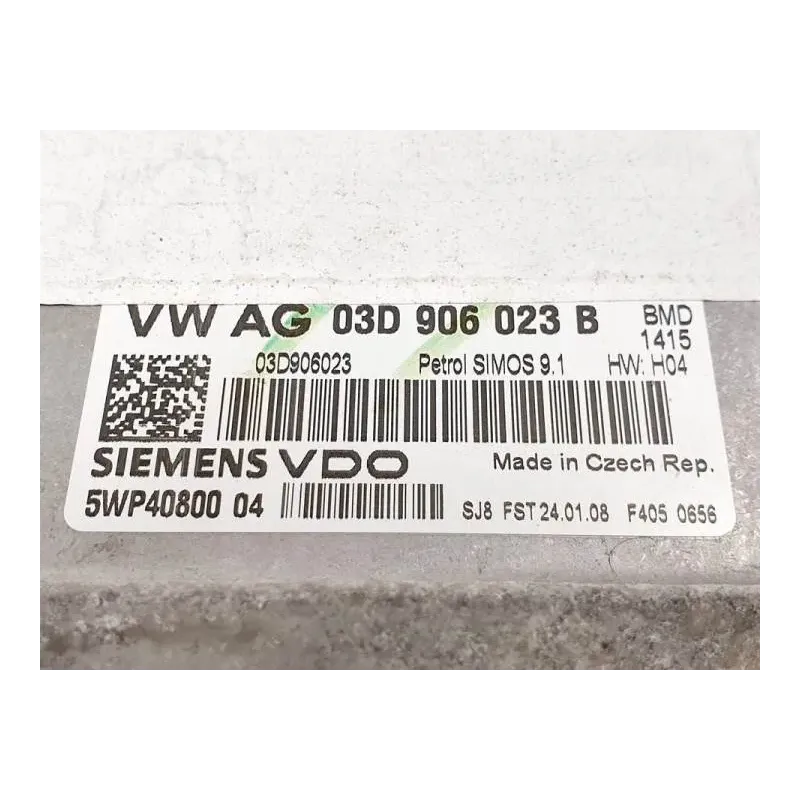 VW AG 03D 906 023 B BMD
1415
03D906023 Petrol SIMOS 9.1 HW: H04
SIEMENS VDO Made in Czech Rep.
5WP40800 04 SJ8 FST 24.01.08 F405 0656